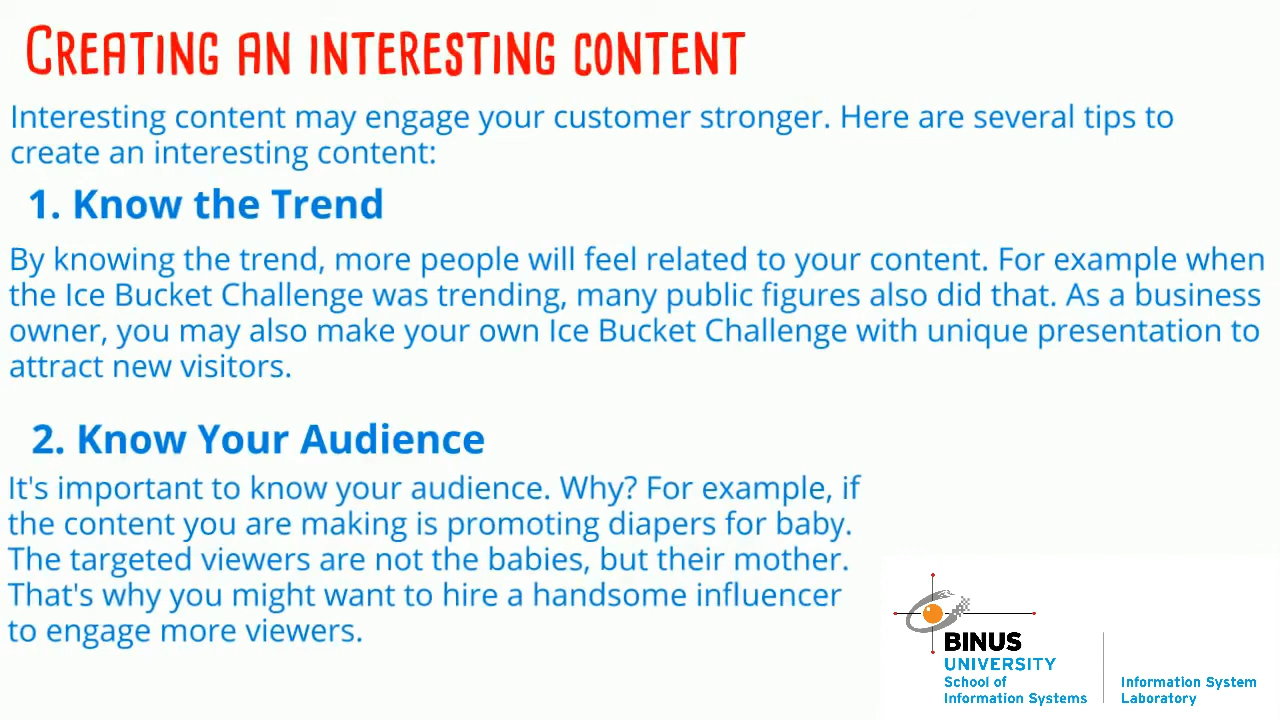 CREATING AN INTERESTING CONTENT
Interesting content may engage your customer stronger. Here are several tips to
create an interesting content:
1. Know the Trend
By knowing the trend, more people will feel related to your content. For example when
the Ice Bucket Challenge was trending, many public figures also did that. As a business
owner, you may also make your own Ice Bucket Challenge with unique presentation to
attract new visitors.
2. Know Your Audience
It's important to know your audience. Why? For example, if
the content you are making is promoting diapers for baby.
The targeted viewers are not the babies, but their mother.
That's why you might want to hire a handsome influencer
to engage more viewers.
BINUS
UNIVERSITY
School of
Information Systems
Information System
Laboratory